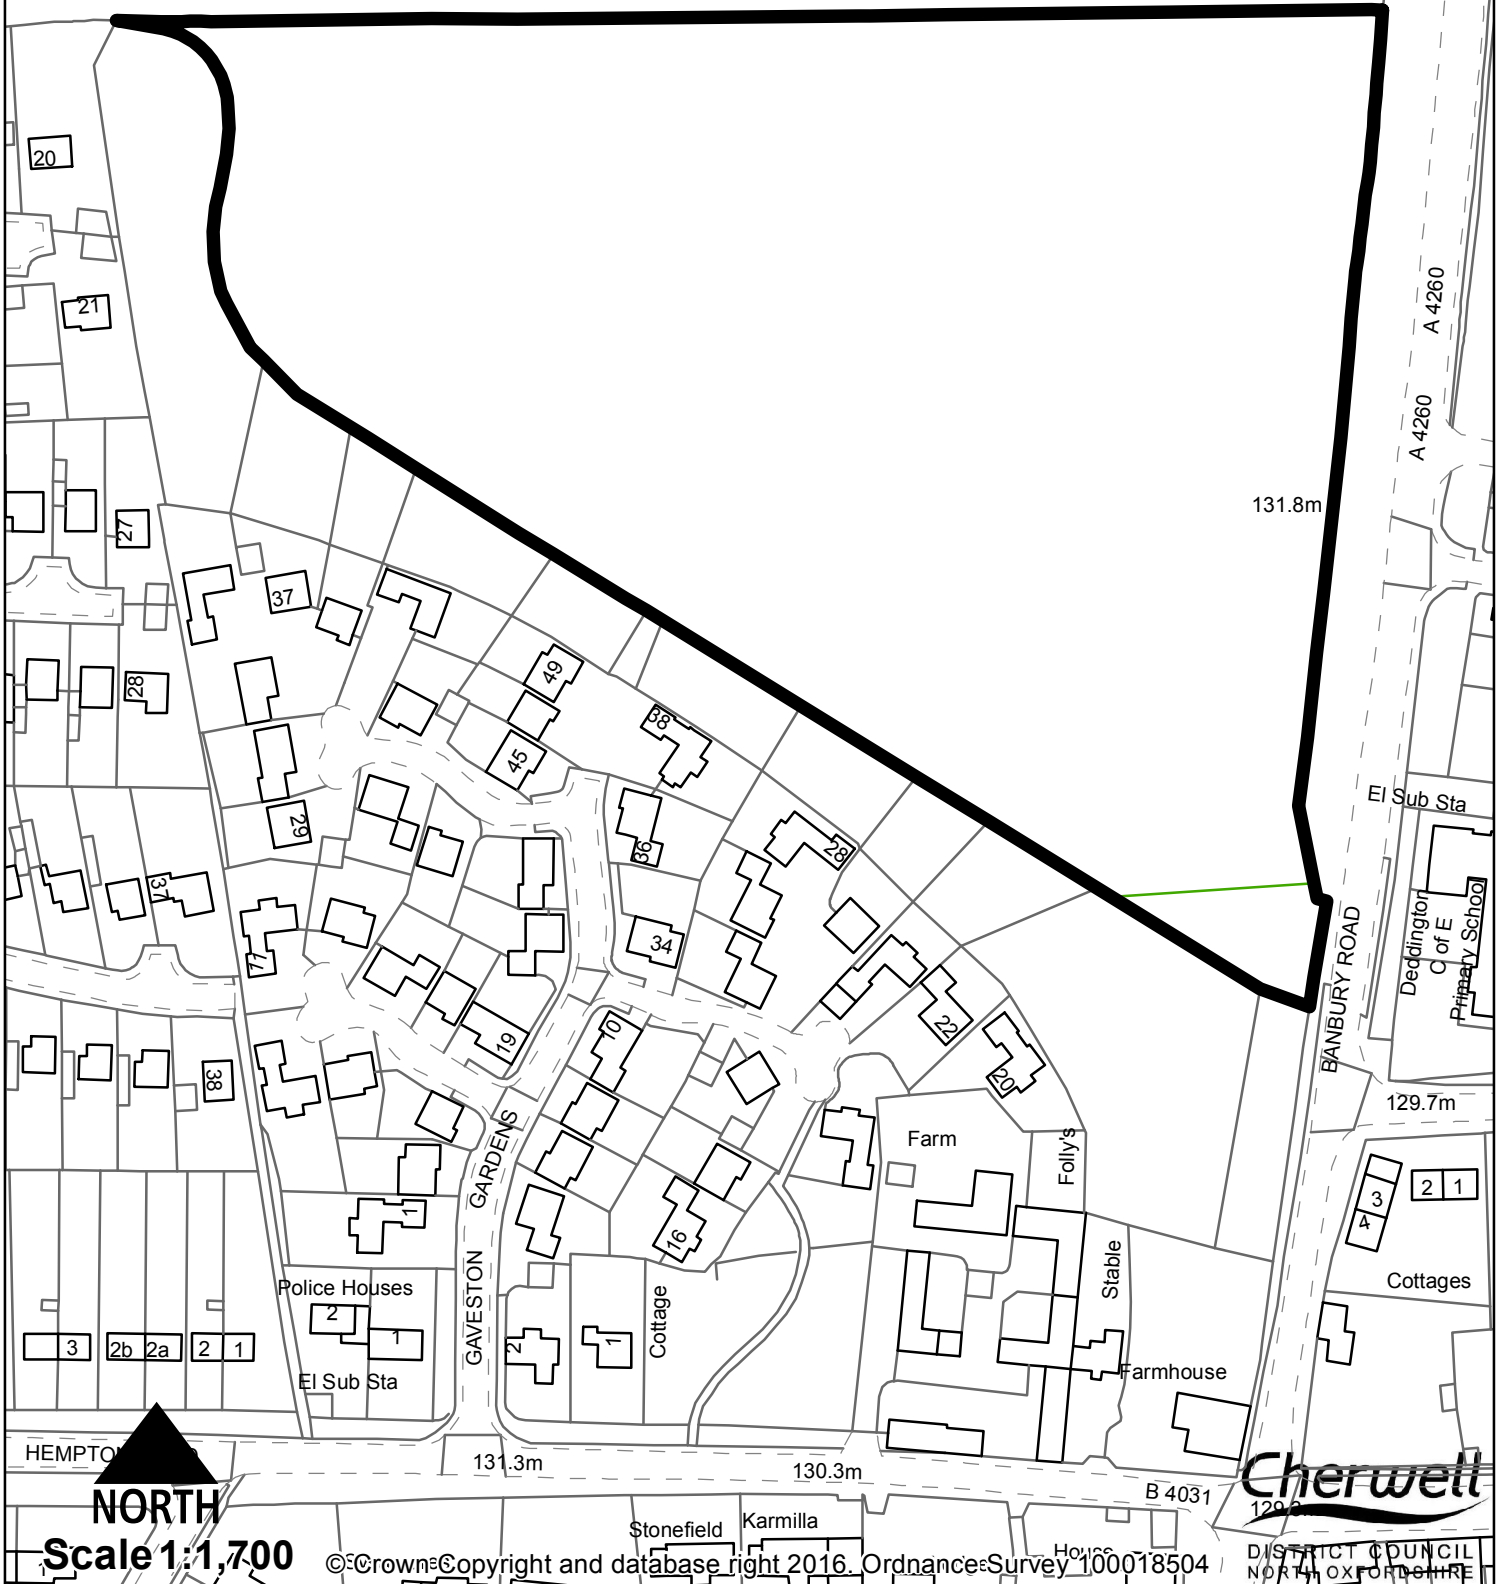 20
21
A 4260
A 4260
131.8m
27
37
28
49
38
45
El Sub Sta
29
36
28
37
77
34
Deddington
C of E
Primary School
BANBURY ROAD
22
19
10
20
38
129.7m
Farm
Folly's
GARDENS
1
16
3
4
2
1
Stable
Cottages
Police Houses
2
1
GAVESTON
2
1
Cottage
3
2b
2a
2
1
El Sub Sta
Farmhouse
131.3m
130.3m
B 4031
NORTH
Scale 1:1,700
Stonefield
Karmilla
House
© Crown Copyright and database right 2016. Ordnance Survey 100018504
Cherwell
DISTRICT COUNCIL
NORTH OXFORDSHIRE